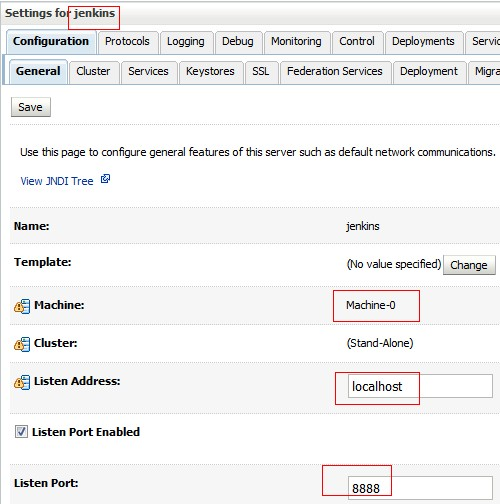 Settings for jenkins
Configuration Protocols Logging Debug Monitoring Control Deployments
General Cluster Services Keystores SSL Federation Services Deployment
Save
Use this page to configure general features of this server such as default network communications.
View JNDI Tree
Name: jenkins
Template: (No value specified) Change
Machine: Machine-0
Cluster: (Stand-Alone)
Listen Address: localhost
Listen Port Enabled
Listen Port: 8888